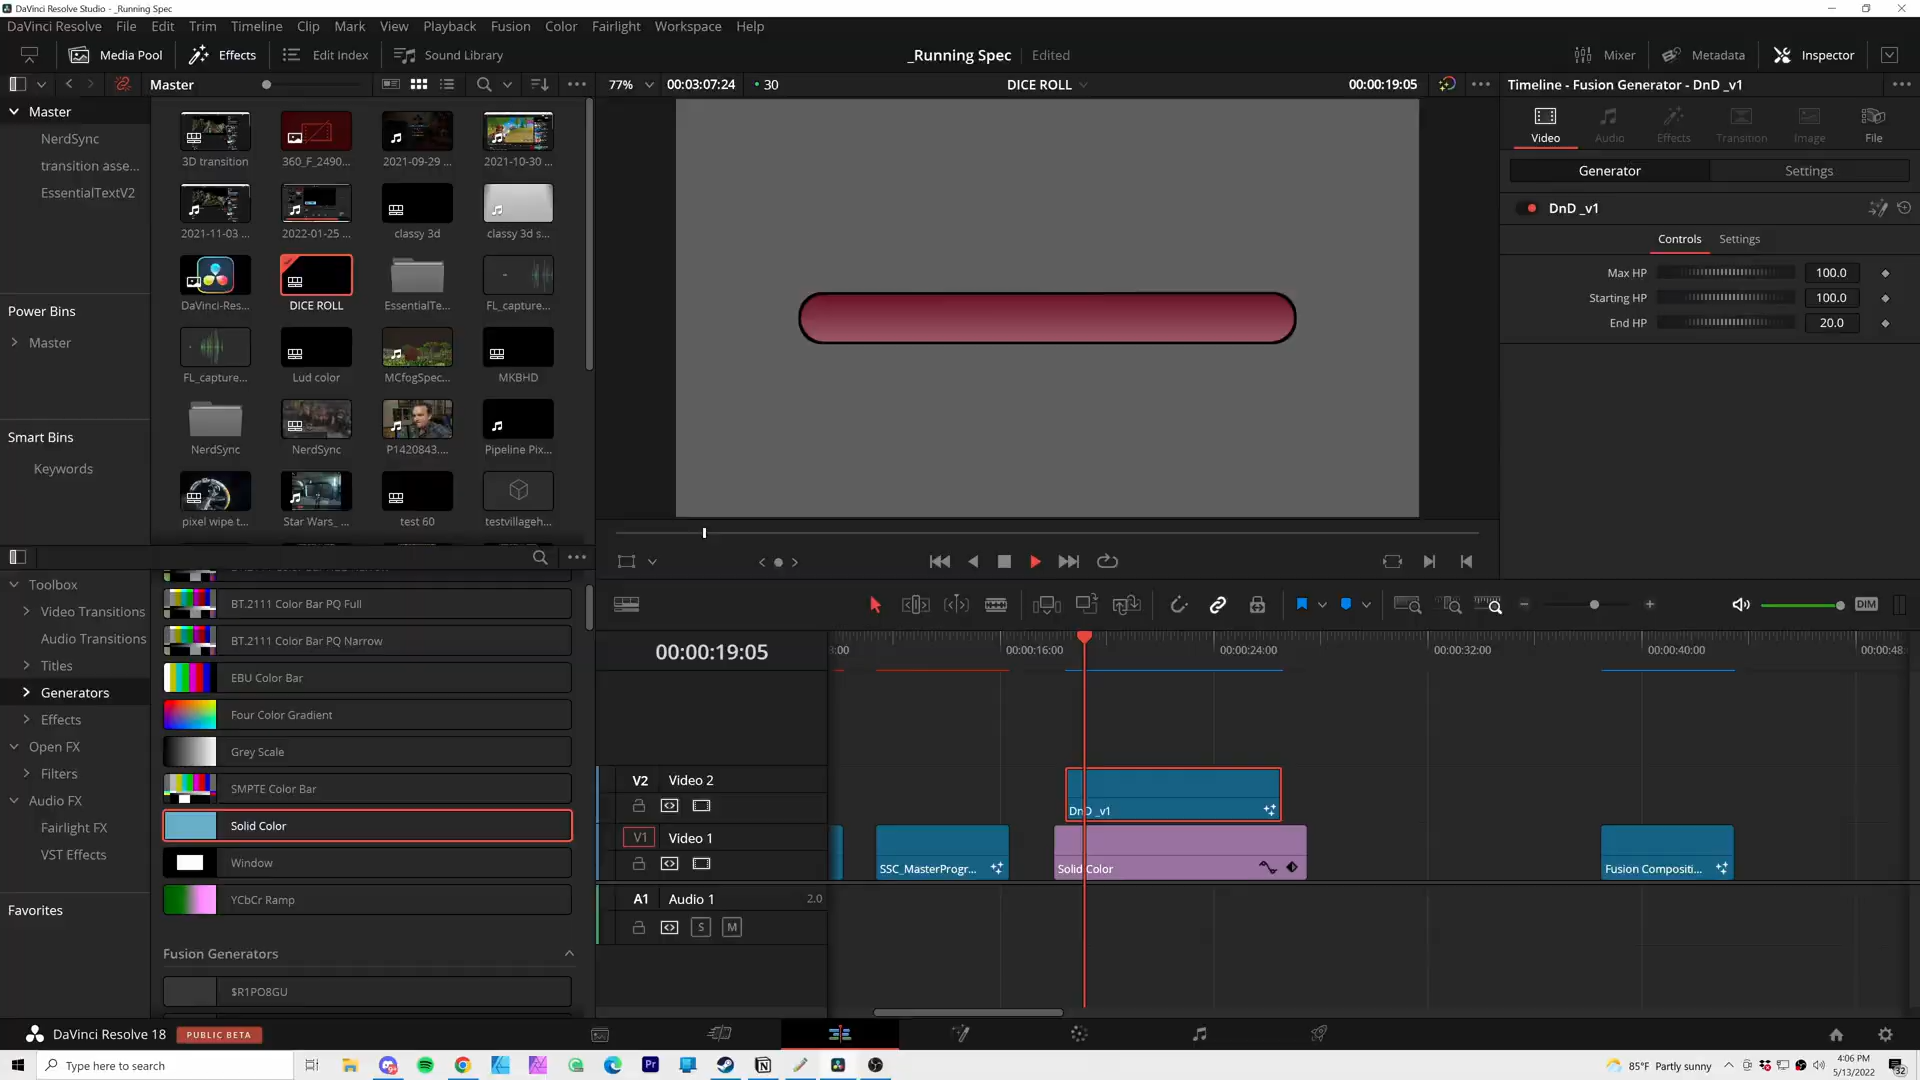 DaVinci Resolve Studio - _Running Spec
DaVinci Resolve File Edit Trim Timeline Clip Mark View Playback Fusion Color Fairlight Workspace Help
Media Pool Effects Edit Index Sound Library _Running Spec Edited Mixer Metadata Inspector
Master 77% 00:03:07:24 30 DICE ROLL 00:00:19:05 Timeline - Fusion Generator - DnD _v1
Master
NerdSync
transition asse...
EssentialTextV2
Power Bins
Master
Smart Bins
Keywords
3D transition 360_F_2490... 2021-09-29 ... 2021-10-30 ...
2021-11-03 ... 2022-01-25 ... classy 3d classy 3d s...
DaVinci-Res... DICE ROLL EssentialTe... FL_capture...
FL_capture... Lud color MCfogSpec... MKBHD
NerdSync NerdSync P1420843.... Pipeline Pix...
pixel wipe t... Star Wars_ ... test 60 testvillageh...
Video Audio Effects Transition Image File
Generator Settings
DnD _v1
Controls Settings
Max HP 100.0
Starting HP 100.0
End HP 20.0
Toolbox
Video Transitions
Audio Transitions
Titles
Generators
Effects
Open FX
Filters
Audio FX
Fairlight FX
VST Effects
Favorites
BT.2111 Color Bar PQ Full
BT.2111 Color Bar PQ Narrow
EBU Color Bar
Four Color Gradient
Grey Scale
SMPTE Color Bar
Solid Color
Window
YCbCr Ramp
Fusion Generators
$R1PO8GU
DIM
00:00:19:05 00:00:16:00 00:00:24:00 00:00:32:00 00:00:40:00
V2 Video 2
DnD _v1
V1 Video 1
SSC_MasterProgr... Solid Color Fusion Compositi...
A1 Audio 1 2.0
S M
DaVinci Resolve 18 PUBLIC BETA
Type here to search
Pr
85°F Partly sunny
4:06 PM
5/13/2022
32